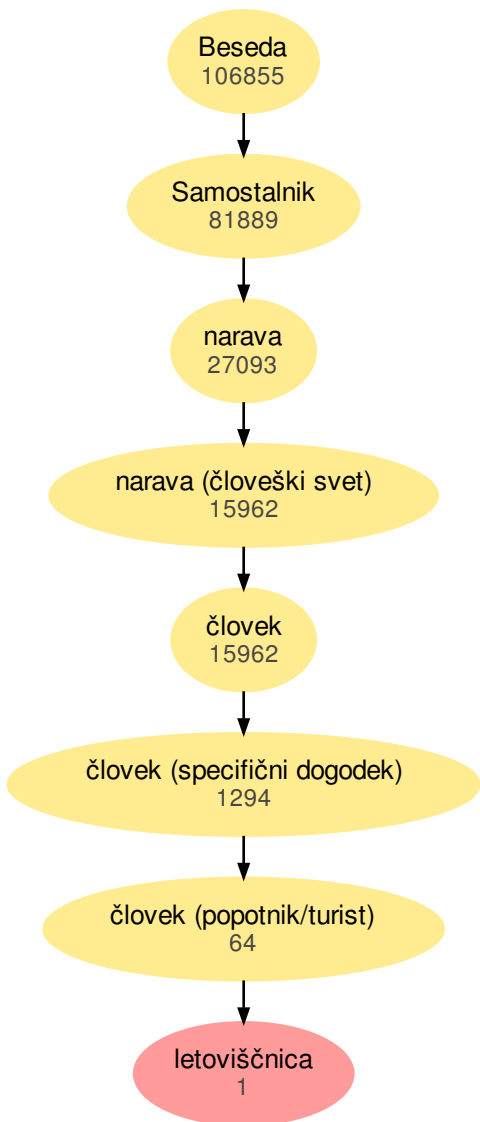 Beseda
106855
Samostalnik
81889
narava
27093
narava (človeški svet)
15962
človek
15962
človek (specifični dogodek)
1294
človek (popotnik/turist)
64
letoviščnica
1